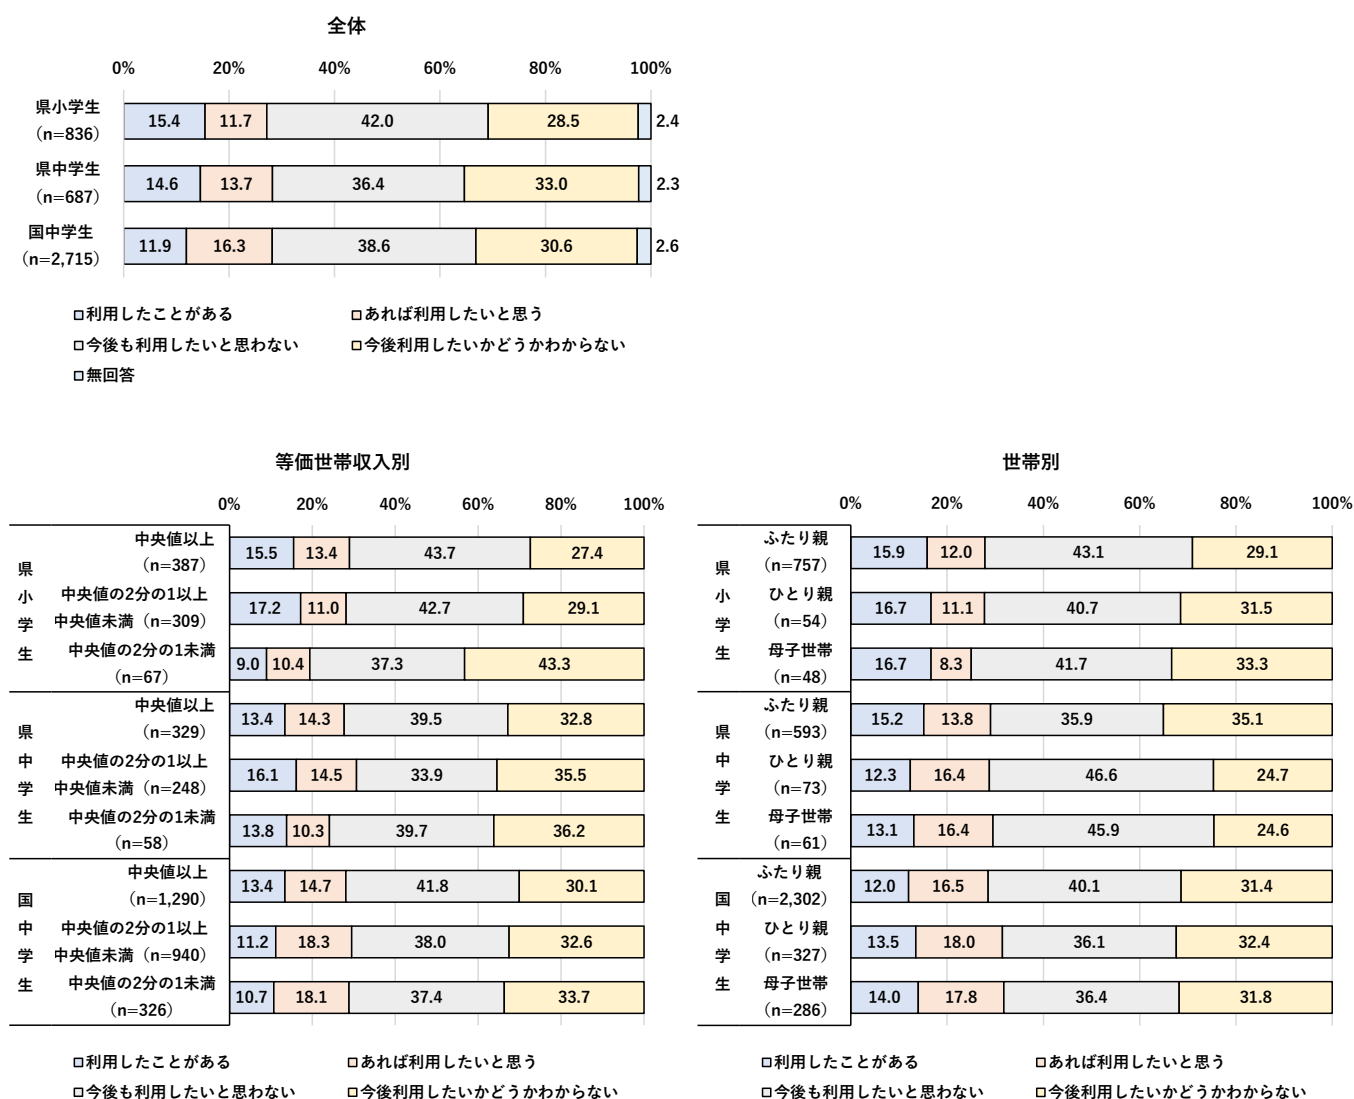 全体
0% 20% 40% 60% 80% 100%
県小学生
（n=836）
15.4 11.7 42.0 28.5 2.4
県中学生
（n=687）
14.6 13.7 36.4 33.0 2.3
国中学生
（n=2,715）
11.9 16.3 38.6 30.6 2.6
利用したことがある あれば利用したいと思う
今後も利用したいと思わない 今後利用したいかどうかわからない
無回答
等価世帯収入別
0% 20% 40% 60% 80% 100%
県小学生
中央値以上
（n=387）
15.5 13.4 43.7 27.4
中央値の2分の1以上
中央値未満（n=309）
17.2 11.0 42.7 29.1
中央値の2分の1未満
（n=67）
9.0 10.4 37.3 43.3
県中学生
中央値以上
（n=329）
13.4 14.3 39.5 32.8
中央値の2分の1以上
中央値未満（n=248）
16.1 14.5 33.9 35.5
中央値の2分の1未満
（n=58）
13.8 10.3 39.7 36.2
国中学生
中央値以上
（n=1,290）
13.4 14.7 41.8 30.1
中央値の2分の1以上
中央値未満（n=940）
11.2 18.3 38.0 32.6
中央値の2分の1未満
（n=326）
10.7 18.1 37.4 33.7
利用したことがある あれば利用したいと思う
今後も利用したいと思わない 今後利用したいかどうかわからない
世帯別
0% 20% 40% 60% 80% 100%
県小学生
ふたり親
（n=757）
15.9 12.0 43.1 29.1
ひとり親
（n=54）
16.7 11.1 40.7 31.5
母子世帯
（n=48）
16.7 8.3 41.7 33.3
県中学生
ふたり親
（n=593）
15.2 13.8 35.9 35.1
ひとり親
（n=73）
12.3 16.4 46.6 24.7
母子世帯
（n=61）
13.1 16.4 45.9 24.6
国中学生
ふたり親
（n=2,302）
12.0 16.5 40.1 31.4
ひとり親
（n=327）
13.5 18.0 36.1 32.4
母子世帯
（n=286）
14.0 17.8 36.4 31.8
利用したことがある あれば利用したいと思う
今後も利用したいと思わない 今後利用したいかどうかわからない